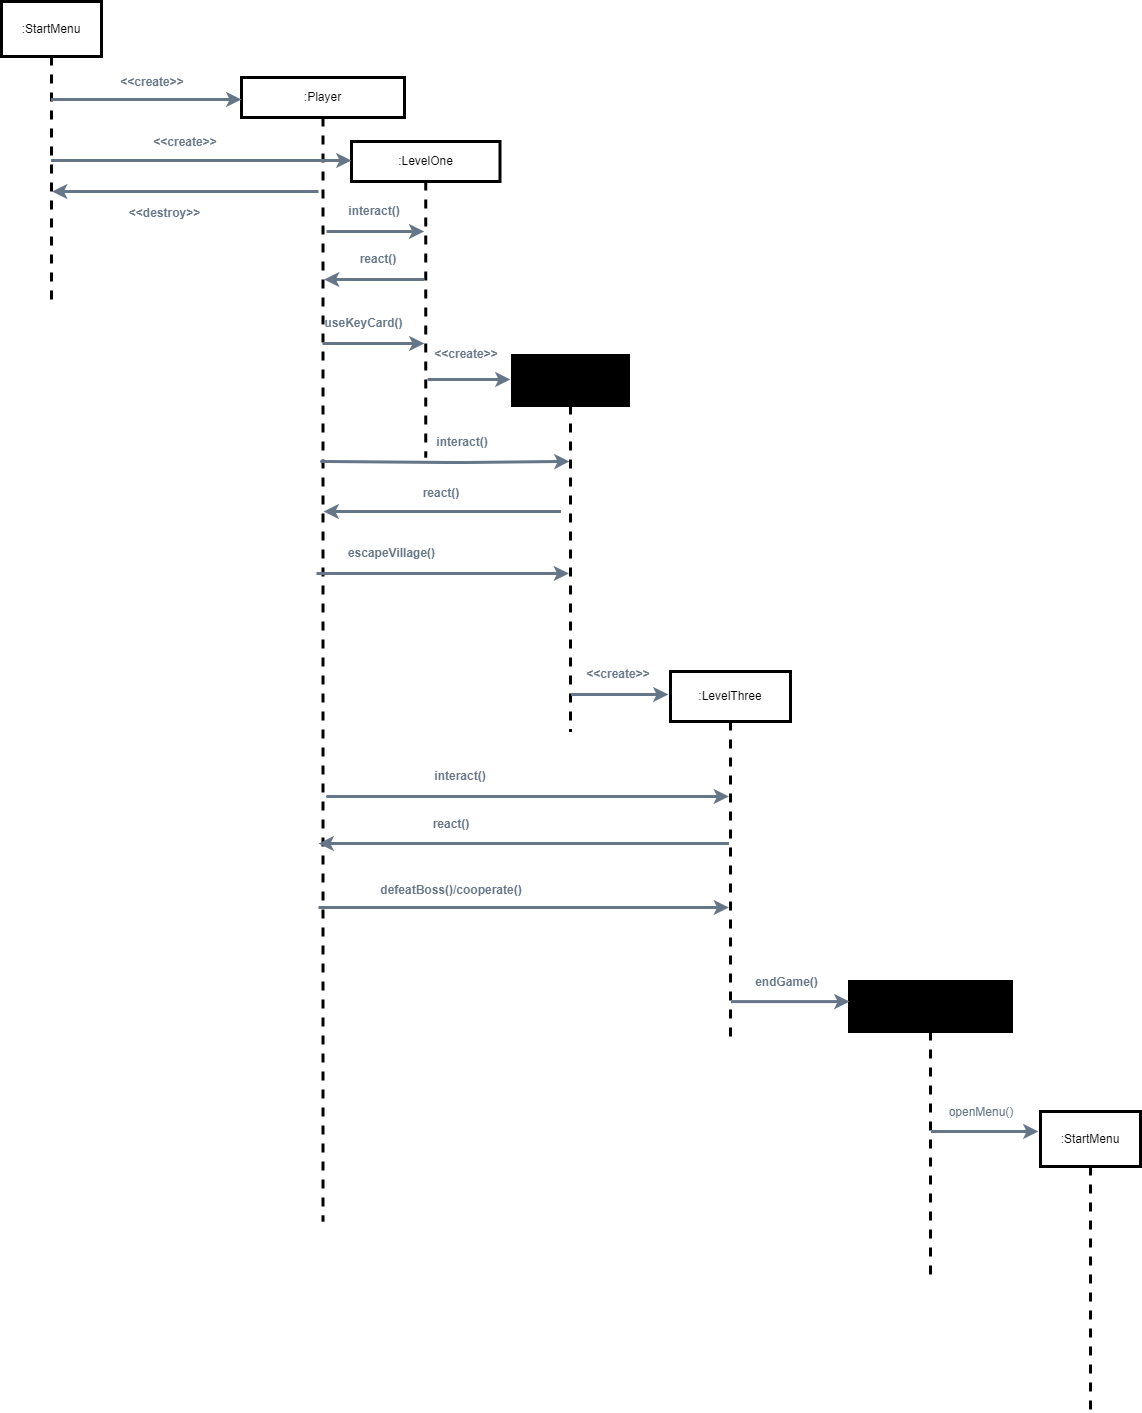 :StartMenu
<<create>>
:Player
<<create>>
:LevelOne
<<destroy>>
interact()
react()
useKeyCard()
<<create>>
interact()
react()
escapeVillage()
<<create>>
:LevelThree
interact()
react()
defeatBoss()/cooperate()
endGame()
openMenu()
:StartMenu